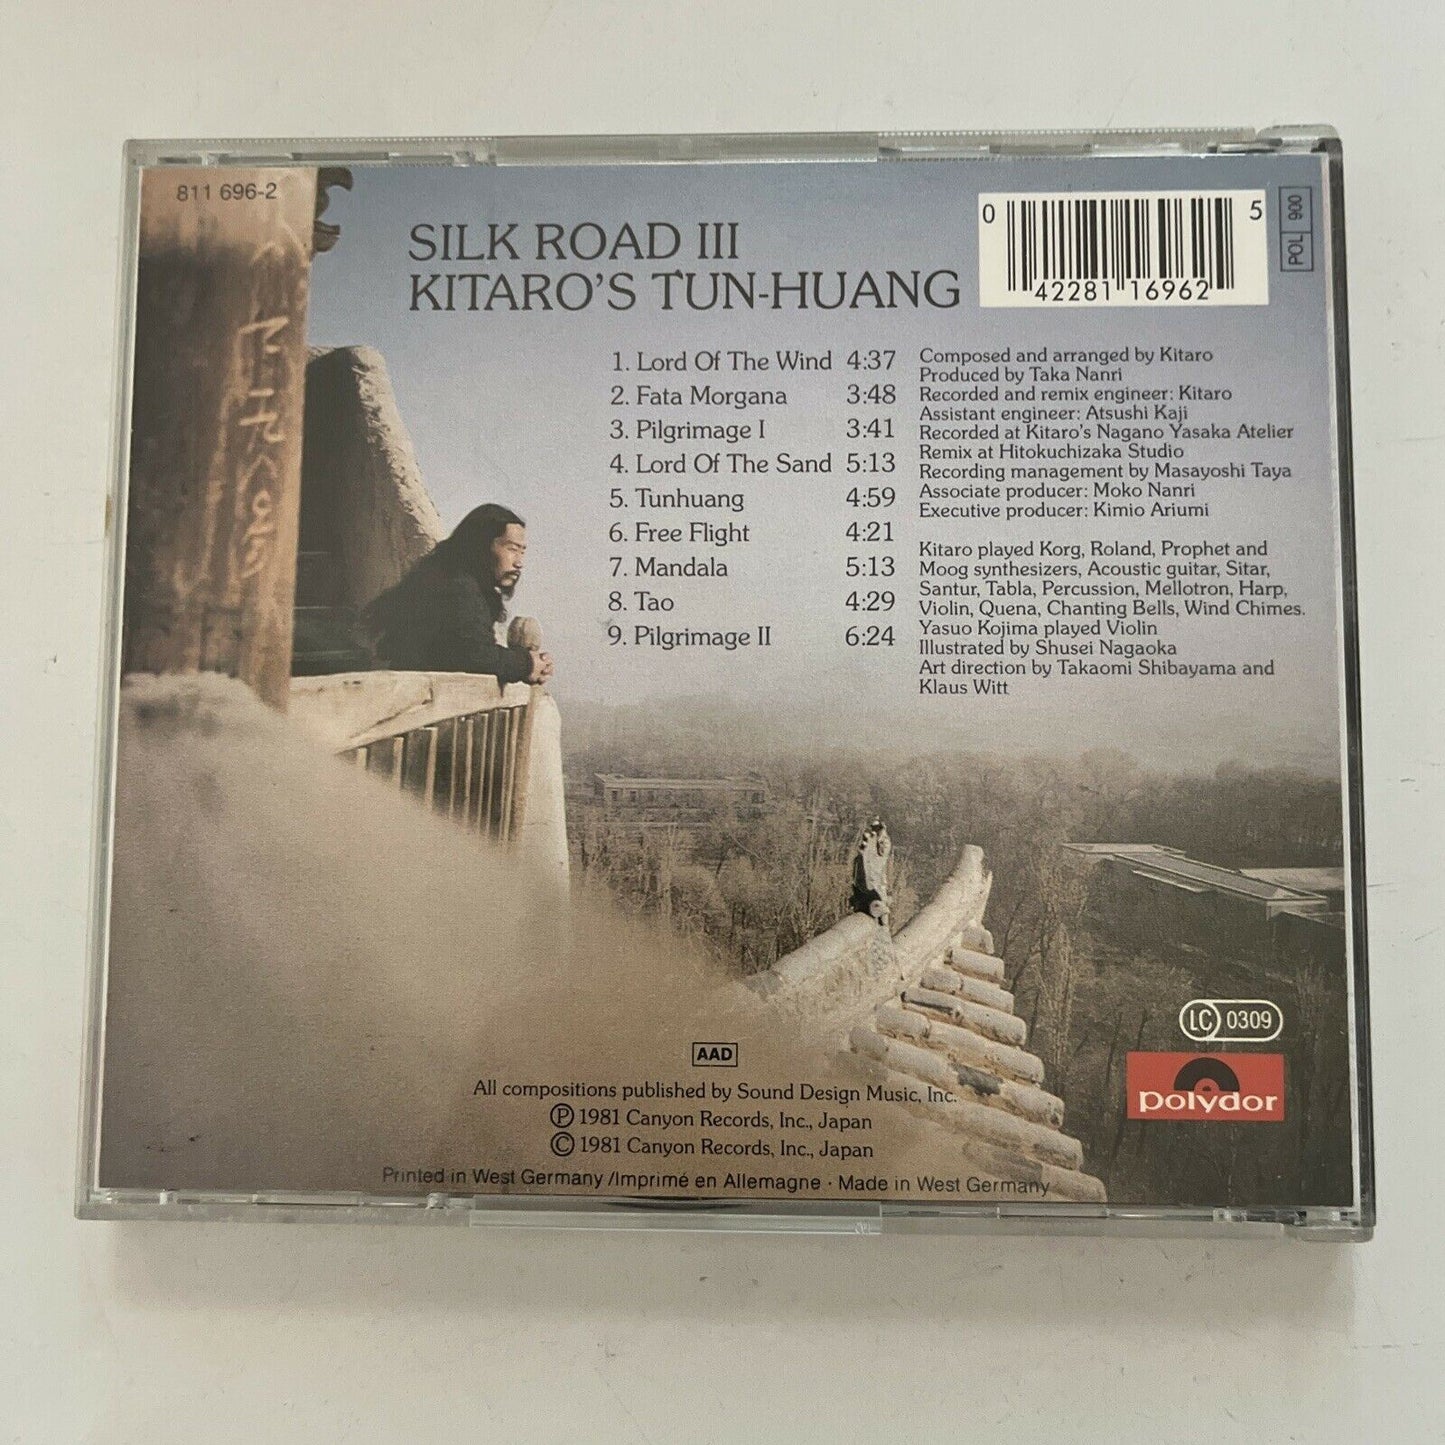 811 696-2
SILK ROAD III
KITARO'S TUN-HUANG
0 42281 16962 5
POL 900
1. Lord Of The Wind 4:37
2. Fata Morgana 3:48
3. Pilgrimage I 3:41
4. Lord Of The Sand 5:13
5. Tunhuang 4:59
6. Free Flight 4:21
7. Mandala 5:13
8. Tao 4:29
9. Pilgrimage II 6:24
Composed and arranged by Kitaro
Produced by Taka Nanri
Recorded and remix engineer: Kitaro
Assistant engineer: Atsushi Kaji
Recorded at Kitaro's Nagano Yasaka Atelier
Remix at Hitokuchizaka Studio
Recording management by Masayoshi Taya
Associate producer: Moko Nanri
Executive producer: Kimio Ariumi
Kitaro played Korg, Roland, Prophet and
Moog synthesizers, Acoustic guitar, Sitar,
Santur, Tabla, Percussion, Mellotron, Harp,
Violin, Quena, Chanting Bells, Wind Chimes.
Yasuo Kojima played Violin
Illustrated by Shusei Nagaoka
Art direction by Takaomi Shibayama and
Klaus Witt
LC 0309
polydor
AAD
All compositions published by Sound Design Music, Inc.
℗ 1981 Canyon Records, Inc., Japan
© 1981 Canyon Records, Inc., Japan
Printed in West Germany /Imprimé en Allemagne · Made in West Germany